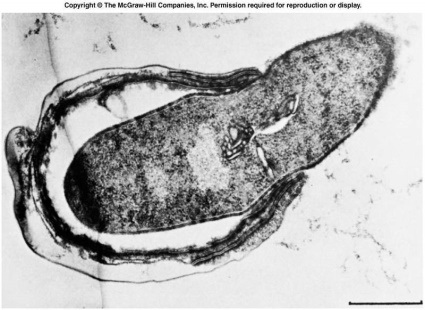 Copyright © The McGraw-Hill Companies, Inc. Permission required for reproduction or display.